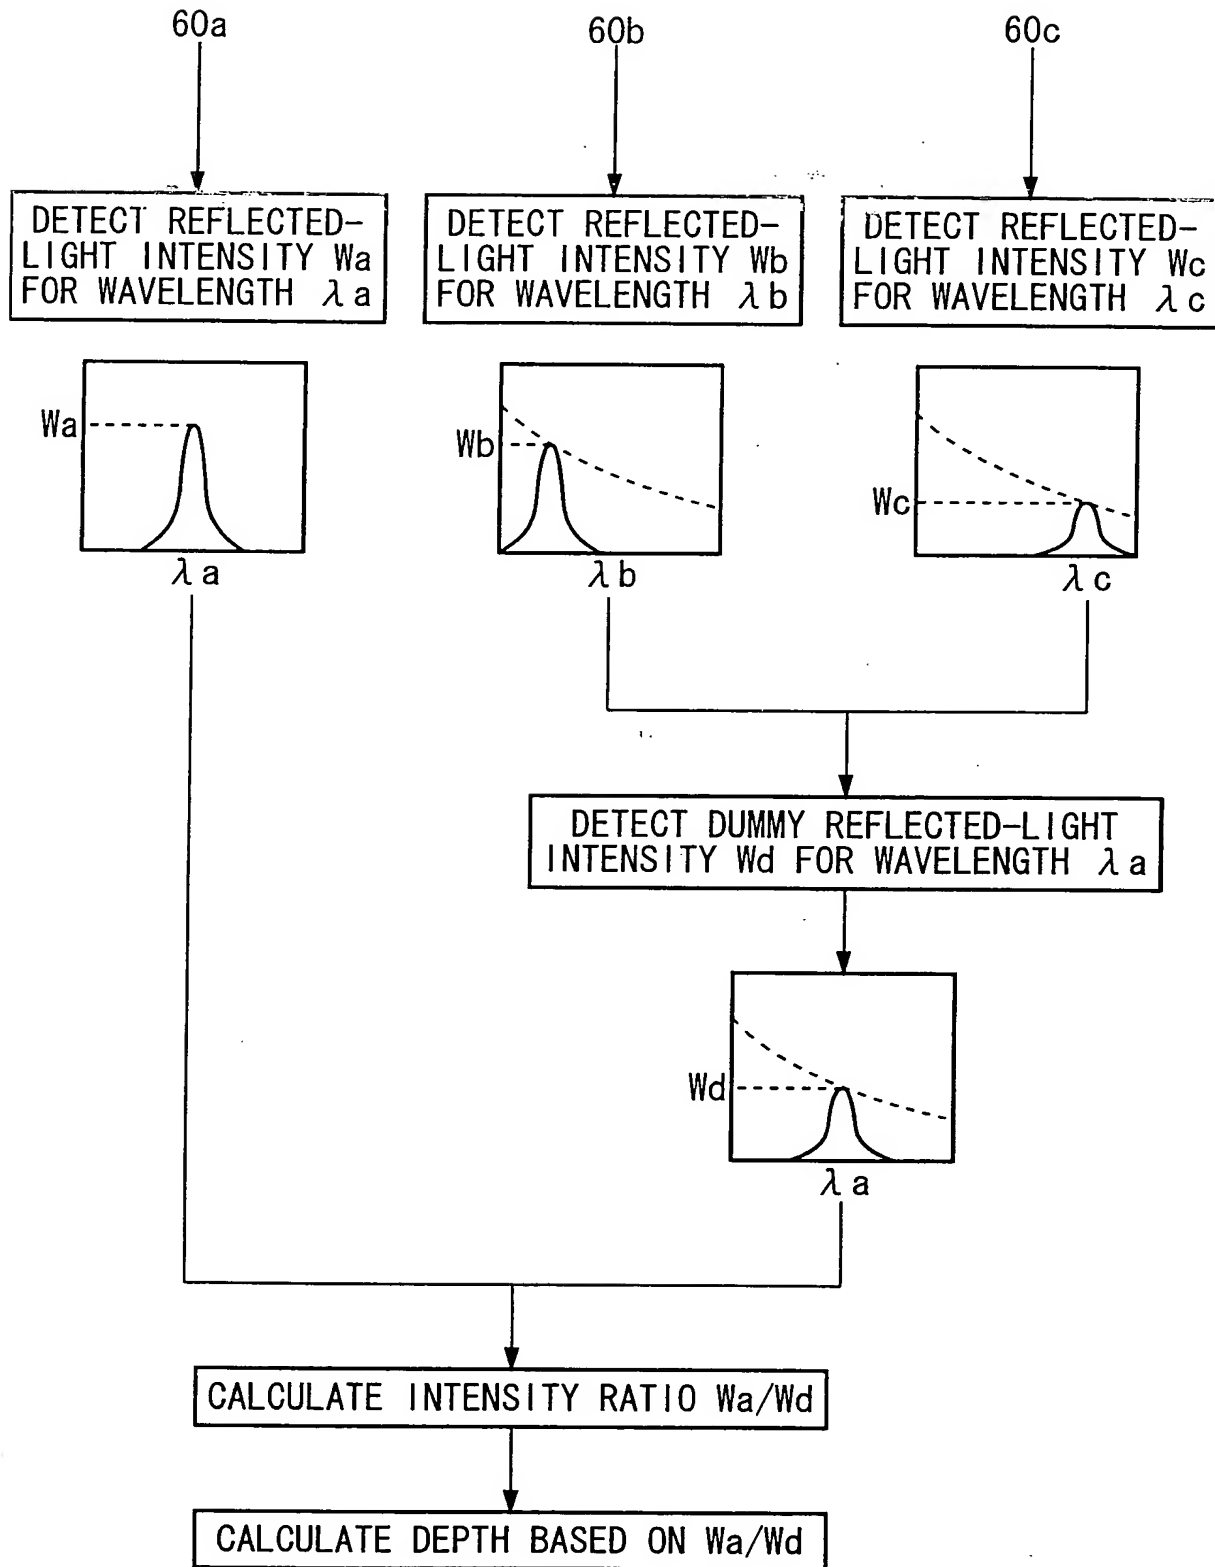 60a
60b
60c
DETECT REFLECTED-
LIGHT INTENSITY Wa
FOR WAVELENGTH λa
DETECT REFLECTED-
LIGHT INTENSITY Wb
FOR WAVELENGTH λb
DETECT REFLECTED-
LIGHT INTENSITY Wc
FOR WAVELENGTH λc
Wa
λa
Wb
λb
Wc
λc
DETECT DUMMY REFLECTED-LIGHT
INTENSITY Wd FOR WAVELENGTH λa
Wd
λa
CALCULATE INTENSITY RATIO Wa/Wd
CALCULATE DEPTH BASED ON Wa/Wd